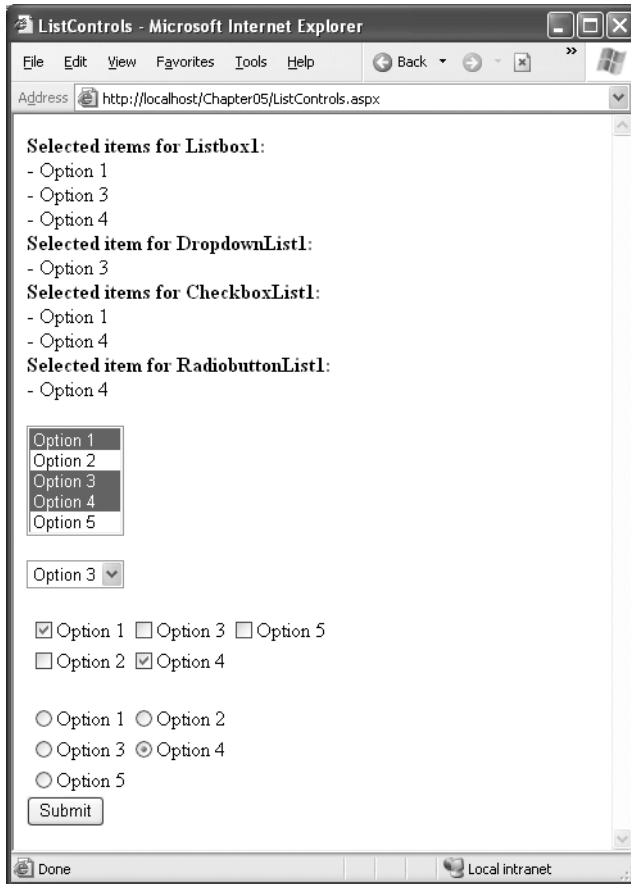 ListControls - Microsoft Internet Explorer
File Edit View Favorites Tools Help Back »
Address http://localhost/Chapter05/ListControls.aspx
Selected items for Listbox1:
- Option 1
- Option 3
- Option 4
Selected item for DropdownList1:
- Option 3
Selected items for CheckboxList1:
- Option 1
- Option 4
Selected item for RadiobuttonList1:
- Option 4
Option 1
Option 2
Option 3
Option 4
Option 5
Option 3
Option 1 Option 3 Option 5
Option 2 Option 4
Option 1 Option 2
Option 3 Option 4
Option 5
Submit
Done Local intranet